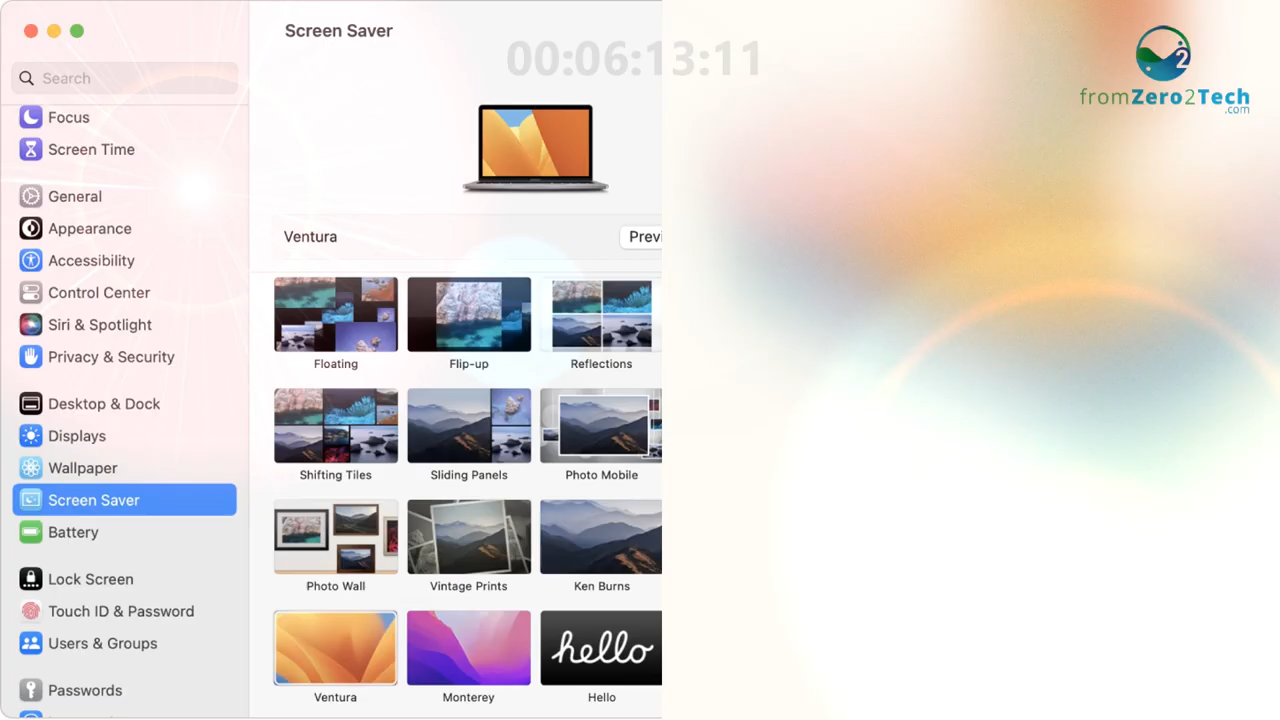 Screen Saver
00:06:13:11
Search
Focus
Screen Time
General
Appearance
Accessibility
Control Center
Siri & Spotlight
Privacy & Security
Desktop & Dock
Displays
Wallpaper
Screen Saver
Battery
Lock Screen
Touch ID & Password
Users & Groups
Passwords
Ventura
Previ
Floating
Flip-up
Reflections
Shifting Tiles
Sliding Panels
Photo Mobile
Photo Wall
Vintage Prints
Ken Burns
hello
Ventura
Monterey
Hello
2
fromZero2Tech
.com